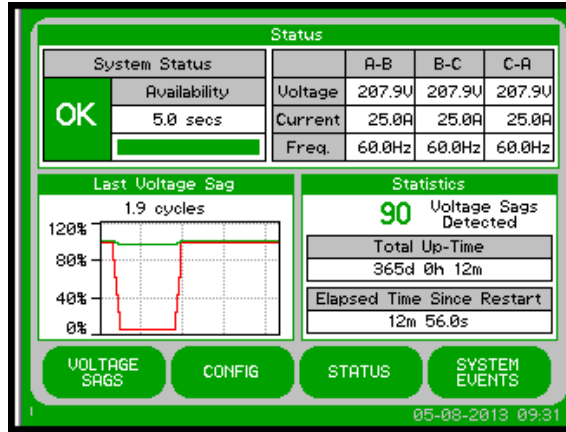 Status
System Status
A-B B-C C-A
OK
Availability
5.0 secs
Voltage 207.9V 207.9V 207.9V
Current 25.0A 25.0A 25.0A
Freq. 60.0Hz 60.0Hz 60.0Hz
Last Voltage Sag
1.9 cycles
120%
80%
40%
0%
Statistics
90 Voltage Sags
Detected
Total Up-Time
365d 0h 12m
Elapsed Time Since Restart
12m 56.0s
VOLTAGE
SAGS
CONFIG
STATUS
SYSTEM
EVENTS
05-08-2013 09:31